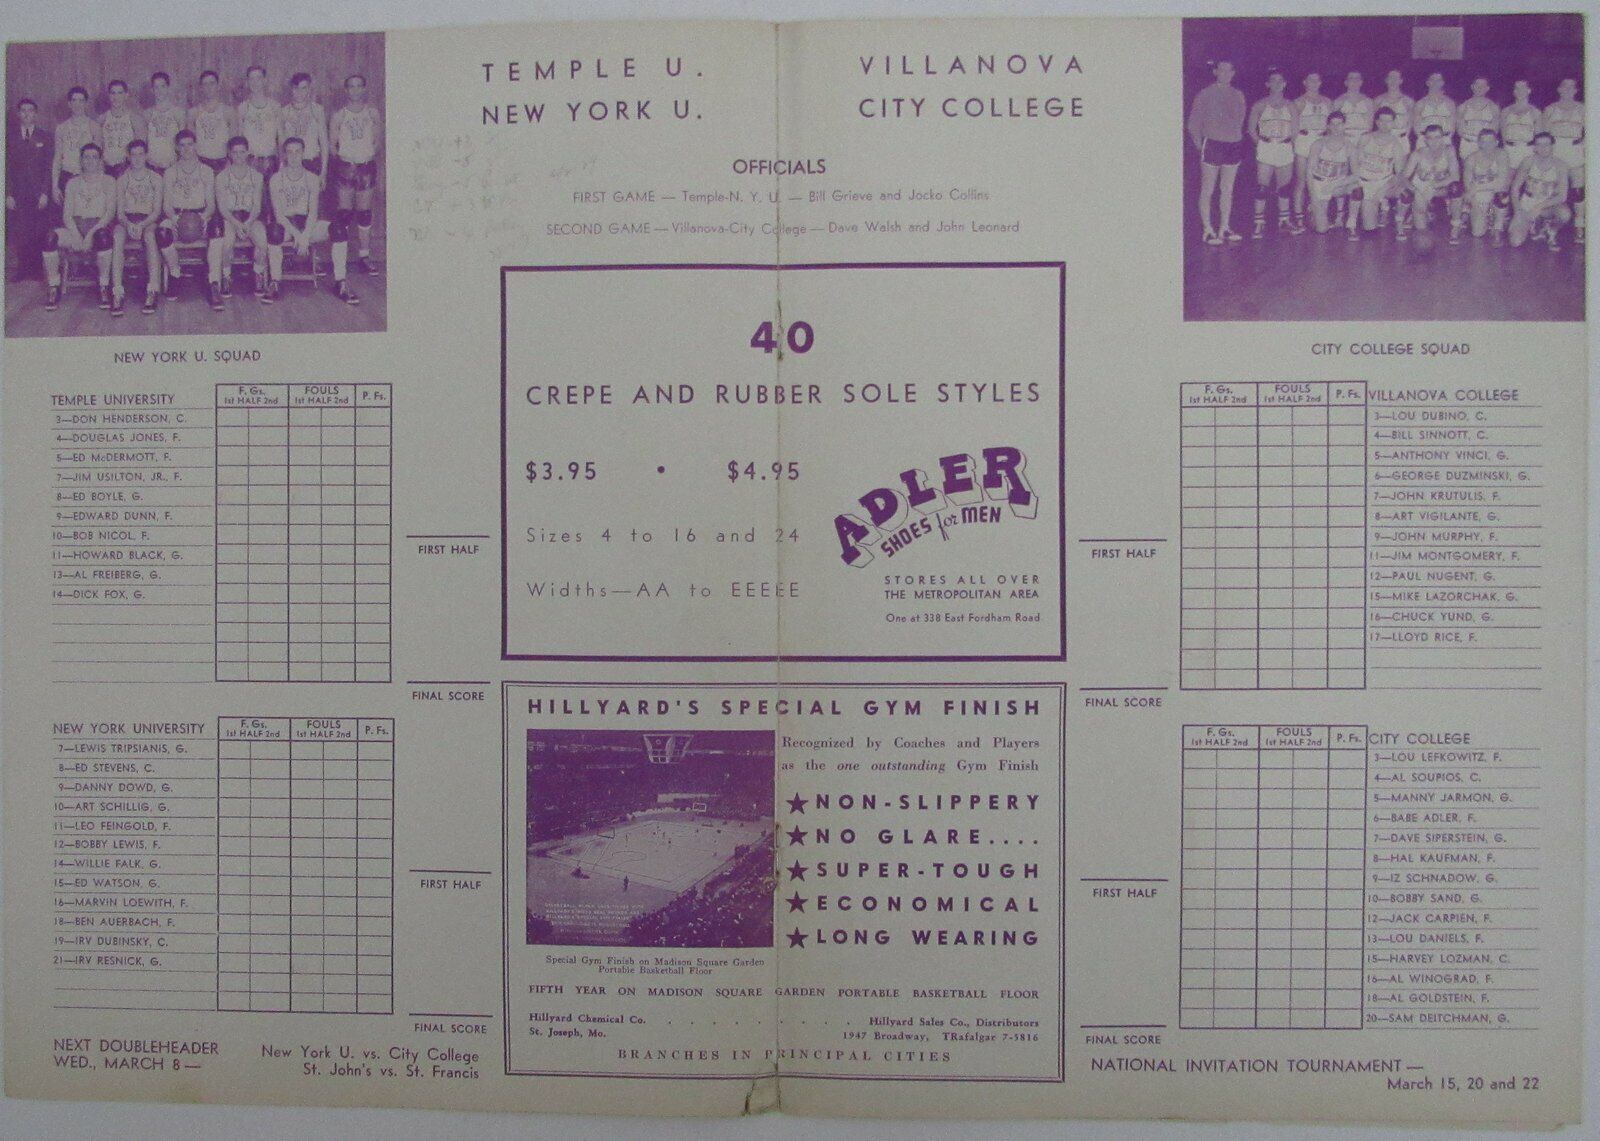 TEMPLE U.
NEW YORK U.
VILLANOVA
CITY COLLEGE
OFFICIALS
FIRST GAME — Temple-N. Y. U. — Bill Grieve and Jocko Collins
SECOND GAME — Villanova-City College — Dave Walsh and John Leonard
NEW YORK U. SQUAD
TEMPLE UNIVERSITY
F. Gs. FOULS P. Fs.
1st HALF 2nd 1st HALF 2nd
3—DON HENDERSON, C.
4—DOUGLAS JONES, F.
5—ED McDERMOTT, F.
7—JIM USILTON, JR., F.
8—ED BOYLE, G.
9—EDWARD DUNN, F.
10—BOB NICOL, F.
11—HOWARD BLACK, G.
13—AL FREIBERG, G.
14—DICK FOX, G.
FIRST HALF
FINAL SCORE
NEW YORK UNIVERSITY
F. Gs. FOULS P. Fs.
1st HALF 2nd 1st HALF 2nd
7—LEWIS TRIPSIANIS, G.
8—ED STEVENS, C.
9—DANNY DOWD, G.
10—ART SCHILLIG, G.
11—LEO FEINGOLD, F.
12—BOBBY LEWIS, F.
14—WILLIE FALK, G.
15—ED WATSON, G.
16—MARVIN LOEWITH, F.
18—BEN AUERBACH, F.
19—IRV DUBINSKY, C.
21—IRV RESNICK, G.
FIRST HALF
FINAL SCORE
NEXT DOUBLEHEADER
WED., MARCH 8—
New York U. vs. City College
St. John's vs. St. Francis
40
CREPE AND RUBBER SOLE STYLES
$3.95 • $4.95
Sizes 4 to 16 and 24
Widths—AA to EEEEE
ADLER
SHOES for MEN
STORES ALL OVER
THE METROPOLITAN AREA
One at 338 East Fordham Road
HILLYARD'S SPECIAL GYM FINISH
Recognized by Coaches and Players
as the one outstanding Gym Finish
★NON-SLIPPERY
★NO GLARE....
★SUPER-TOUGH
★ECONOMICAL
★LONG WEARING
Special Gym Finish on Madison Square Garden
Portable Basketball Floor
FIFTH YEAR ON MADISON SQUARE GARDEN PORTABLE BASKETBALL FLOOR
Hillyard Chemical Co. . . . . . . . . Hillyard Sales Co., Distributors
St. Joseph, Mo. 1947 Broadway, TRafalgar 7-5816
BRANCHES IN PRINCIPAL CITIES
CITY COLLEGE SQUAD
F. Gs. FOULS P. Fs.
1st HALF 2nd 1st HALF 2nd
VILLANOVA COLLEGE
3—LOU DUBINO, C.
4—BILL SINNOTT, C.
5—ANTHONY VINCI, G.
6—GEORGE DUZMINSKI, G.
7—JOHN KRUTULIS, F.
8—ART VIGILANTE, G.
9—JOHN MURPHY, F.
11—JIM MONTGOMERY, F.
12—PAUL NUGENT, G.
15—MIKE LAZORCHAK, G.
16—CHUCK YUND, G.
17—LLOYD RICE, F.
FIRST HALF
FINAL SCORE
F. Gs. FOULS P. Fs.
1st HALF 2nd 1st HALF 2nd
CITY COLLEGE
3—LOU LEFKOWITZ, F.
4—AL SOUPIOS, C.
5—MANNY JARMON, G.
6—BABE ADLER, F.
7—DAVE SIPERSTEIN, G.
8—HAL KAUFMAN, F.
9—IZ SCHNADOW, G.
10—BOBBY SAND, G.
12—JACK CARPIEN, F.
13—LOU DANIELS, F.
15—HARVEY LOZMAN, C.
16—AL WINOGRAD, F.
18—AL GOLDSTEIN, F.
20—SAM DEITCHMAN, G.
FIRST HALF
FINAL SCORE
NATIONAL INVITATION TOURNAMENT—
March 15, 20 and 22